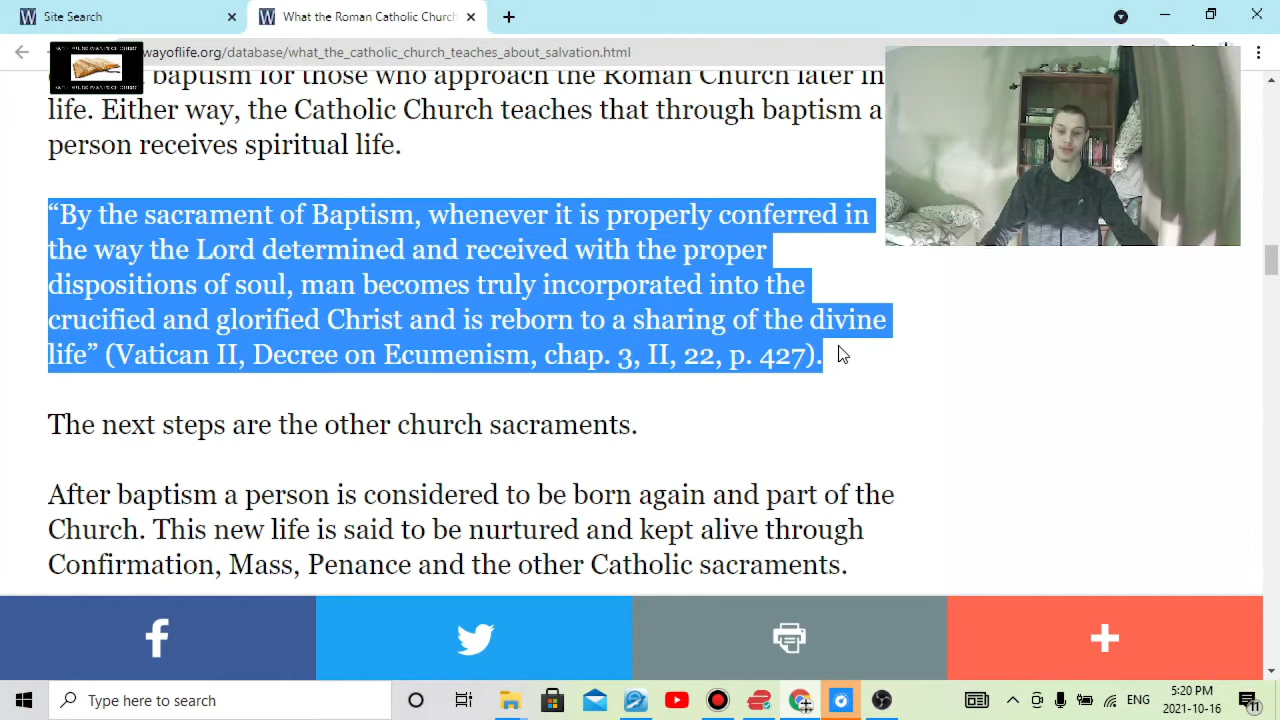 Site Search
What the Roman Catholic Church
wayoflife.org/database/what_the_catholic_church_teaches_about_salvation.html
baptism for those who approach the Roman Church later in
life. Either way, the Catholic Church teaches that through baptism a
person receives spiritual life.
“By the sacrament of Baptism, whenever it is properly conferred in
the way the Lord determined and received with the proper
dispositions of soul, man becomes truly incorporated into the
crucified and glorified Christ and is reborn to a sharing of the divine
life” (Vatican II, Decree on Ecumenism, chap. 3, II, 22, p. 427).
The next steps are the other church sacraments.
After baptism a person is considered to be born again and part of the
Church. This new life is said to be nurtured and kept alive through
Confirmation, Mass, Penance and the other Catholic sacraments.
Type here to search
ENG
5:20 PM
2021-10-16
11